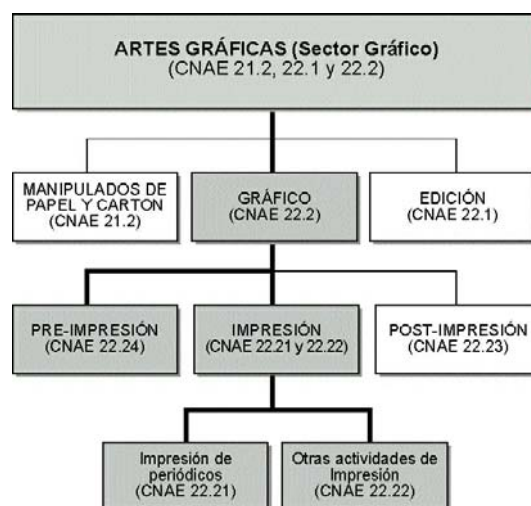 ARTES GRÁFICAS (Sector Gráfico)
(CNAE 21.2, 22.1 y 22.2)
MANIPULADOS DE
PAPEL Y CARTON
(CNAE 21.2)
GRÁFICO
(CNAE 22.2)
EDICIÓN
(CNAE 22.1)
PRE-IMPRESIÓN
(CNAE 22.24)
IMPRESIÓN
(CNAE 22.21 y 22.22)
POST-IMPRESIÓN
(CNAE 22.23)
Impresión de
periódicos
(CNAE 22.21)
Otras actividades de
Impresión
(CNAE 22.22)